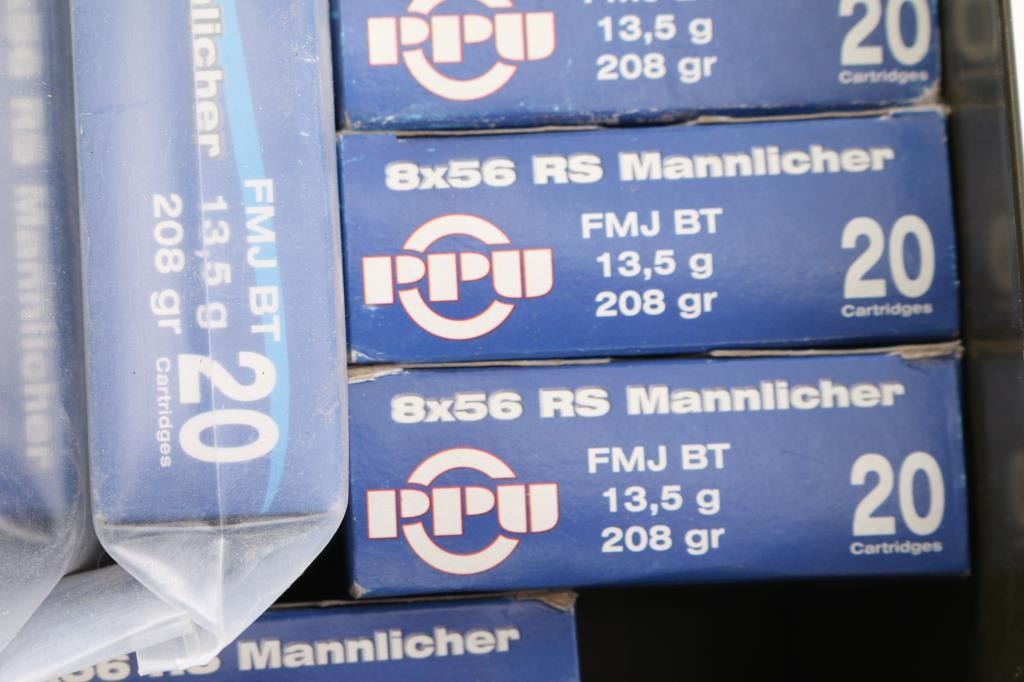 PPU
13,5 g
208 gr
20
Cartridges
8x56 RS Mannlicher
PPU
FMJ BT
13,5 g
208 gr
20
Cartridges
8x56 RS Mannlicher
PPU
FMJ BT
13,5 g
208 gr
20
Cartridges
Mannlicher
FMJ BT
13,5 g
208 gr
20
Cartridges
RS Mannlicher